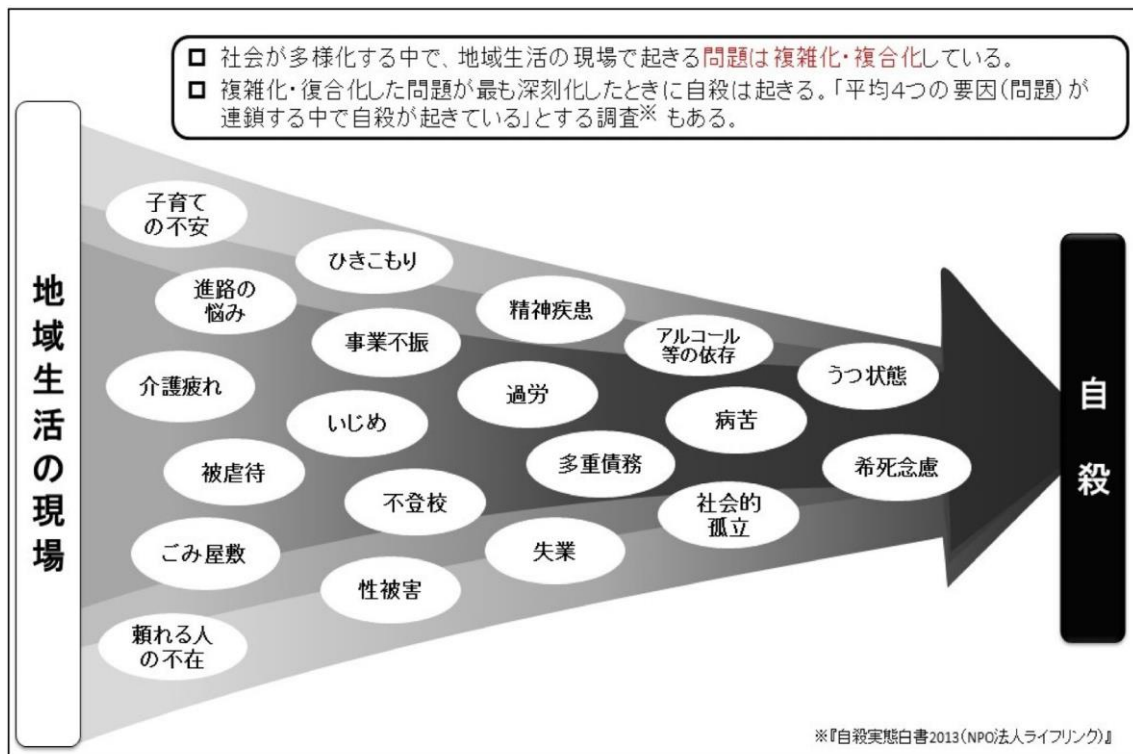 □ 社会が多様化する中で、地域生活の現場で起きる問題は複雑化・複合化している。
□ 複雑化・復合化した問題が最も深刻化したときに自殺は起きる。「平均4つの要因(問題)が
連鎖する中で自殺が起きている」とする調査※ もある。
地域生活の現場
子育て
の不安
ひきこもり
進路の
悩み
精神疾患
事業不振
アルコール
等の依存
うつ状態
介護疲れ
過労
いじめ
病苦
被虐待
多重債務
希死念慮
不登校
社会的
孤立
ごみ屋敷
失業
性被害
頼れる人
の不在
自殺
※『自殺実態白書2013(NPO法人ライフリンク)』